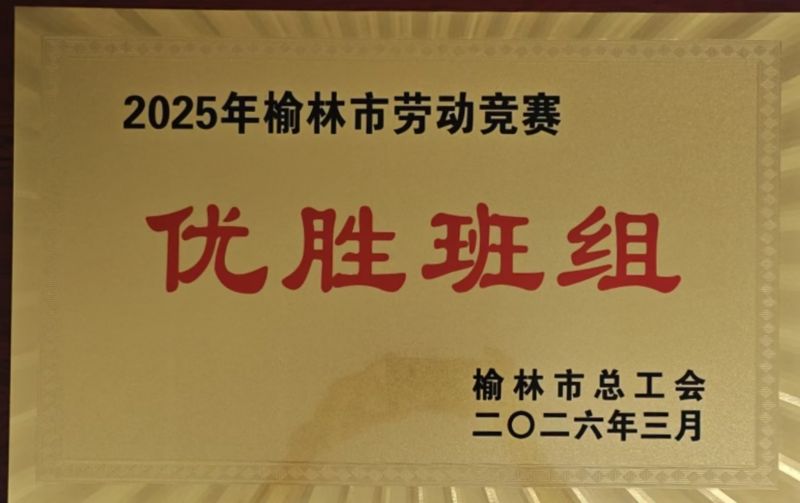 2025年榆林市劳动竞赛
优胜班组
榆林市总工会
二〇二六年三月